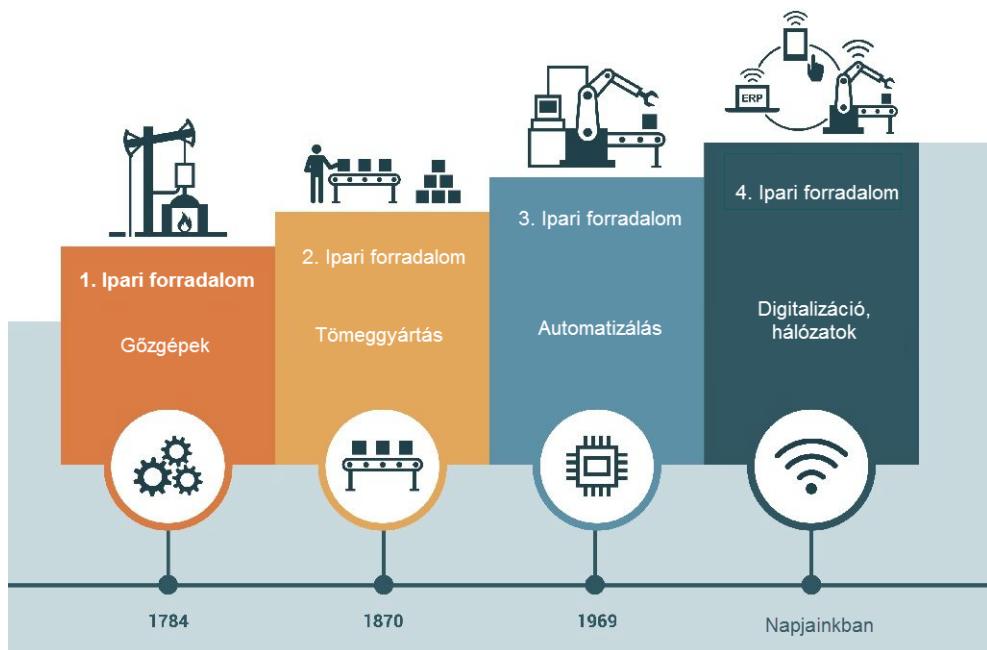 ERP
1. Ipari forradalom
Gőzgépek
2. Ipari forradalom
Tömeggyártás
3. Ipari forradalom
Automatizálás
4. Ipari forradalom
Digitalizáció,
hálózatok
1784
1870
1969
Napjainkban